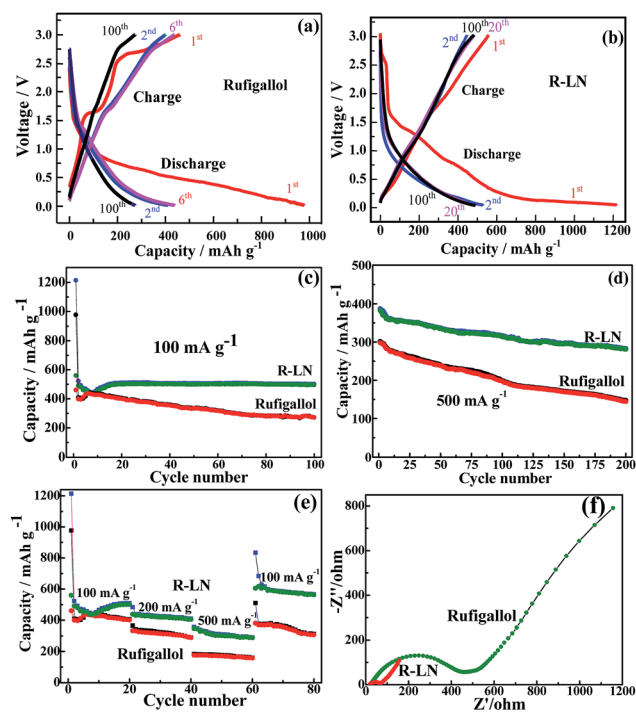 (a)
100th
2nd
6th
1st
Charge
Rufigallol
Discharge
1st
100th
2nd
6th
Voltage / V
3.0
2.5
2.0
1.5
1.0
0.5
0.0
0 200 400 600 800 1000
Capacity / mAh g-1
(b)
100th
2nd
20th
1st
R-LN
Charge
Discharge
100th
20th
2nd
1st
Voltage / V
3.0
2.5
2.0
1.5
1.0
0.5
0.0
0 200 400 600 800 1000 1200
Capacity / mAh g-1
(c)
100 mA g-1
R-LN
Rufigallol
Capacity / mAh g-1
1200
1000
800
600
400
200
0
0 20 40 60 80 100
Cycle number
(d)
R-LN
Rufigallol
500 mA g-1
Capacity / mAh g-1
500
400
300
200
100
0
0 25 50 75 100 125 150 175 200
Cycle number
(e)
100 mA g-1
R-LN
200 mA g-1
500 mA g-1
100 mA g-1
Rufigallol
Capacity / mAh g-1
1200
1000
800
600
400
200
0
0 20 40 60 80
Cycle number
(f)
Rufigallol
R-LN
-Z''/ohm
800
600
400
200
0
0 200 400 600 800 1000 1200
Z'/ohm